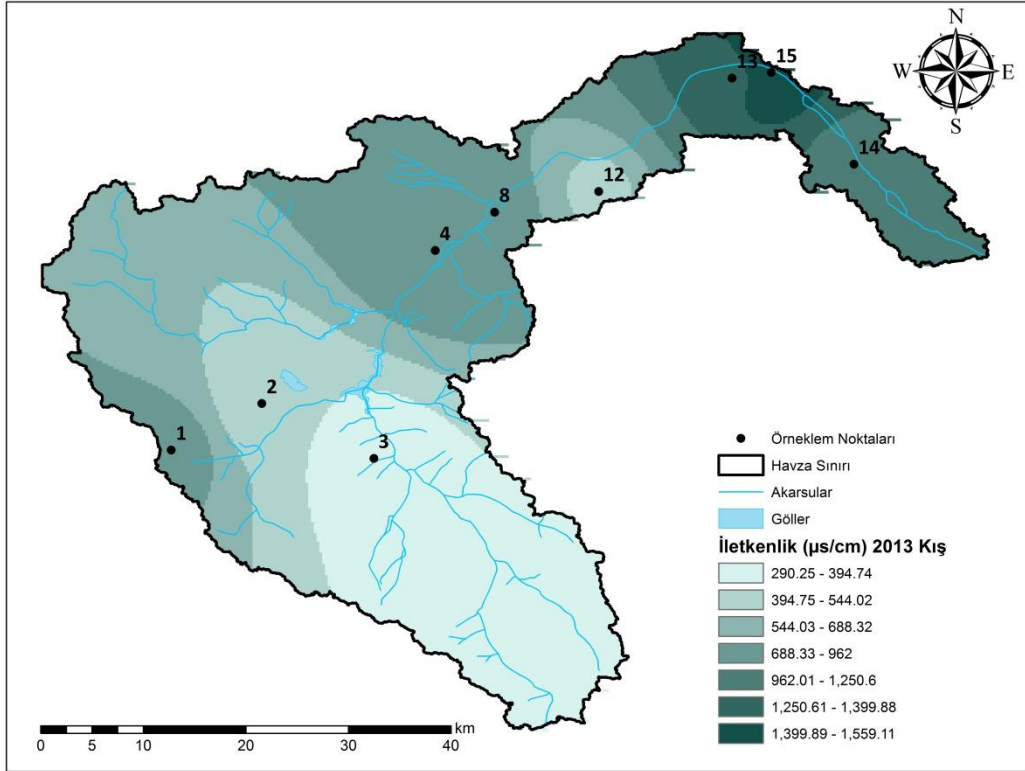 N
W E
S
13
15
14
12
8
4
2
1
3
Örneklem Noktaları
Havza Sınırı
Akarsular
Göller
İletkenlik (µs/cm) 2013 Kış
290.25 - 394.74
394.75 - 544.02
544.03 - 688.32
688.33 - 962
962.01 - 1,250.6
1,250.61 - 1,399.88
1,399.89 - 1,559.11
km
0 5 10 20 30 40